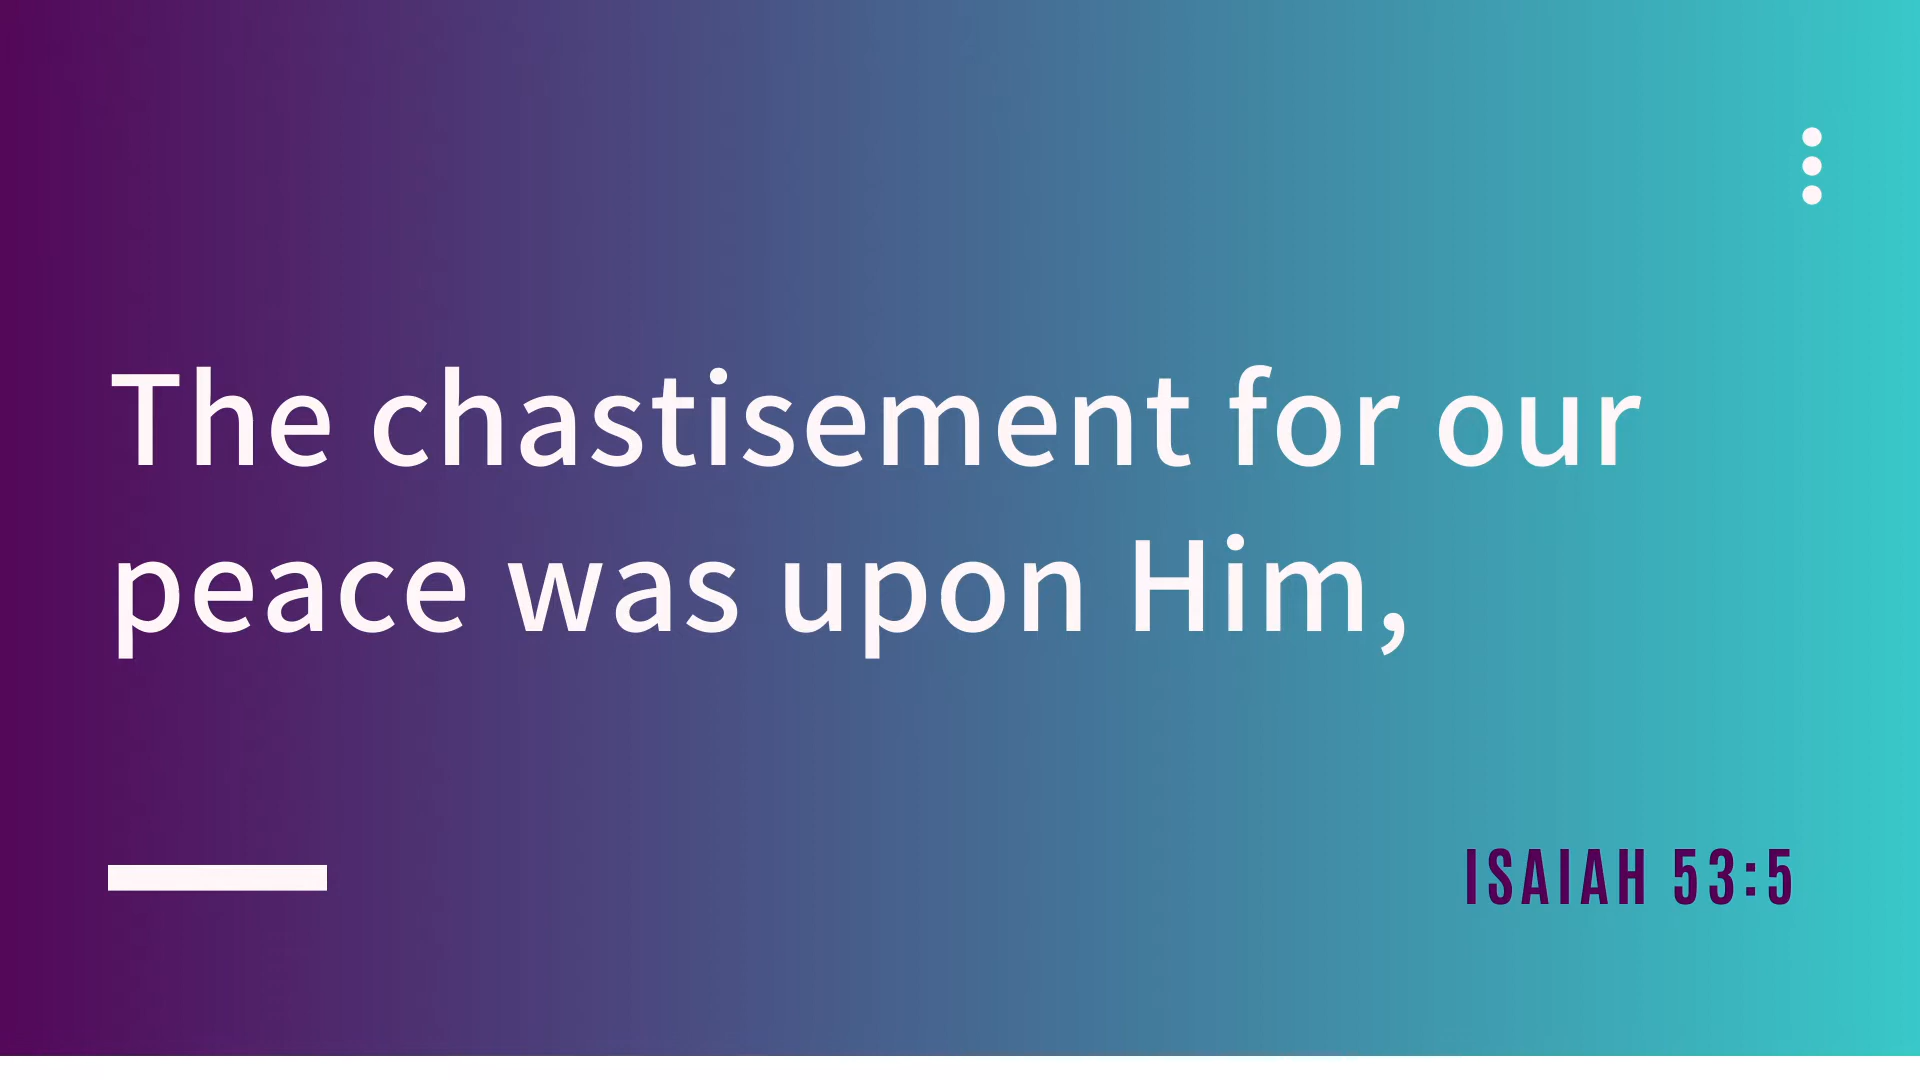 The chastisement for our
peace was upon Him,
ISAIAH 53:5